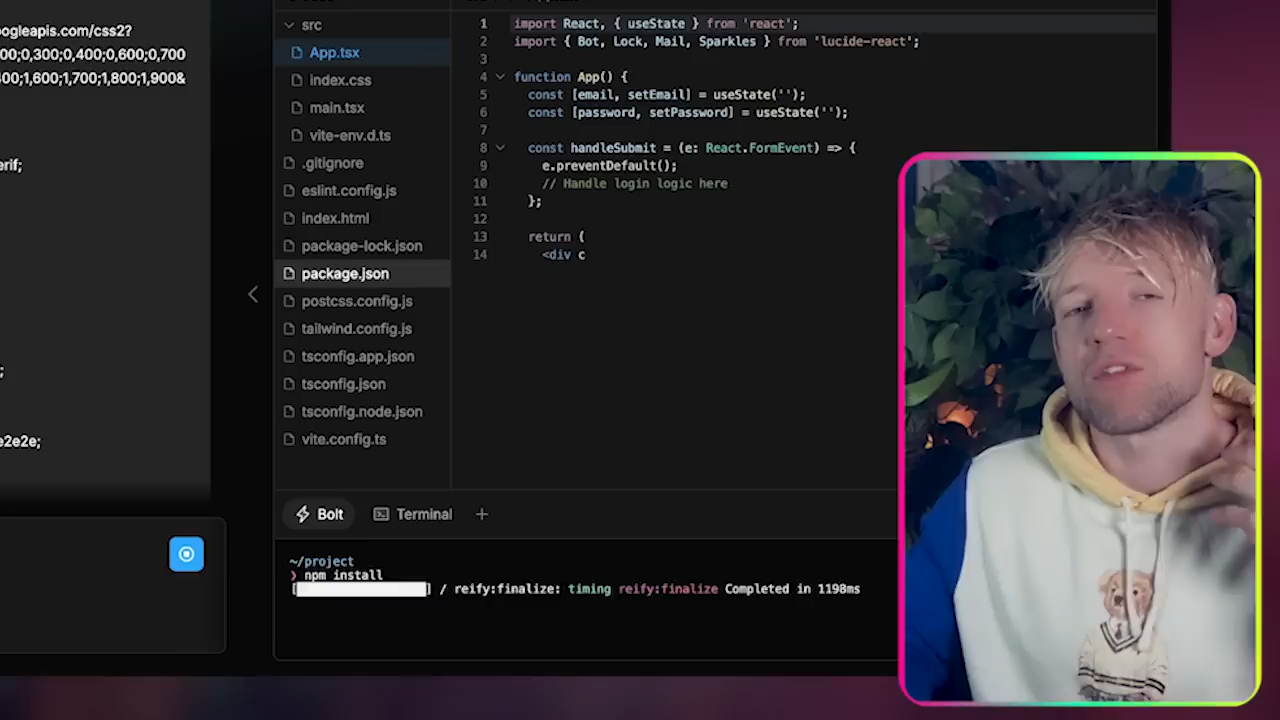 oogleapis.com/css2?
00;0,300;0,400;0,600;0,700
400;1,600;1,700;1,800;1,900&
erif;
;
e2e2e;
src
App.tsx
index.css
main.tsx
vite-env.d.ts
.gitignore
eslint.config.js
index.html
package-lock.json
package.json
postcss.config.js
tailwind.config.js
tsconfig.app.json
tsconfig.json
tsconfig.node.json
vite.config.ts
1 import React, { useState } from 'react';
2 import { Bot, Lock, Mail, Sparkles } from 'lucide-react';
3
4 function App() {
5 const [email, setEmail] = useState('');
6 const [password, setPassword] = useState('');
7
8 const handleSubmit = (e: React.FormEvent) => {
9 e.preventDefault();
10 // Handle login logic here
11 };
12
13 return (
14 <div c
Bolt
Terminal
~/project
❯ npm install
[ ] / reify:finalize: timing reify:finalize Completed in 1198ms